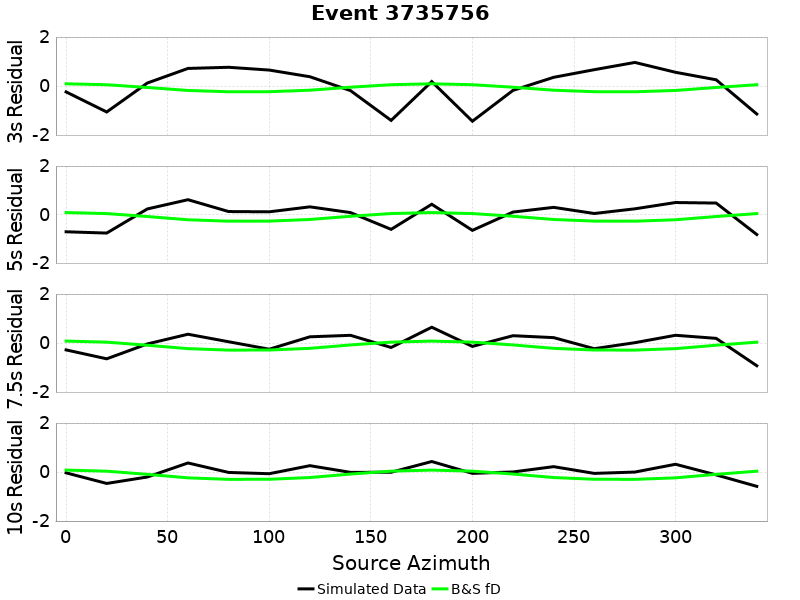 Event 3735756
3s Residual
2
0
-2
5s Residual
2
0
-2
7.5s Residual
2
0
-2
10s Residual
2
0
-2
0 50 100 150 200 250 300
Source Azimuth
Simulated Data B&S fD